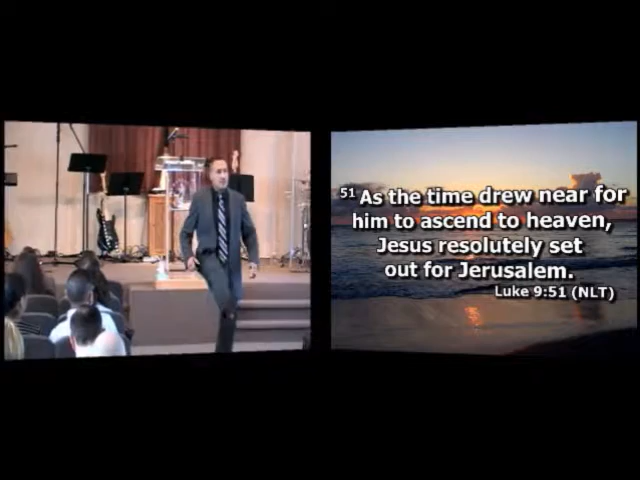 51 As the time drew near for
him to ascend to heaven,
Jesus resolutely set
out for Jerusalem.
Luke 9:51 (NLT)